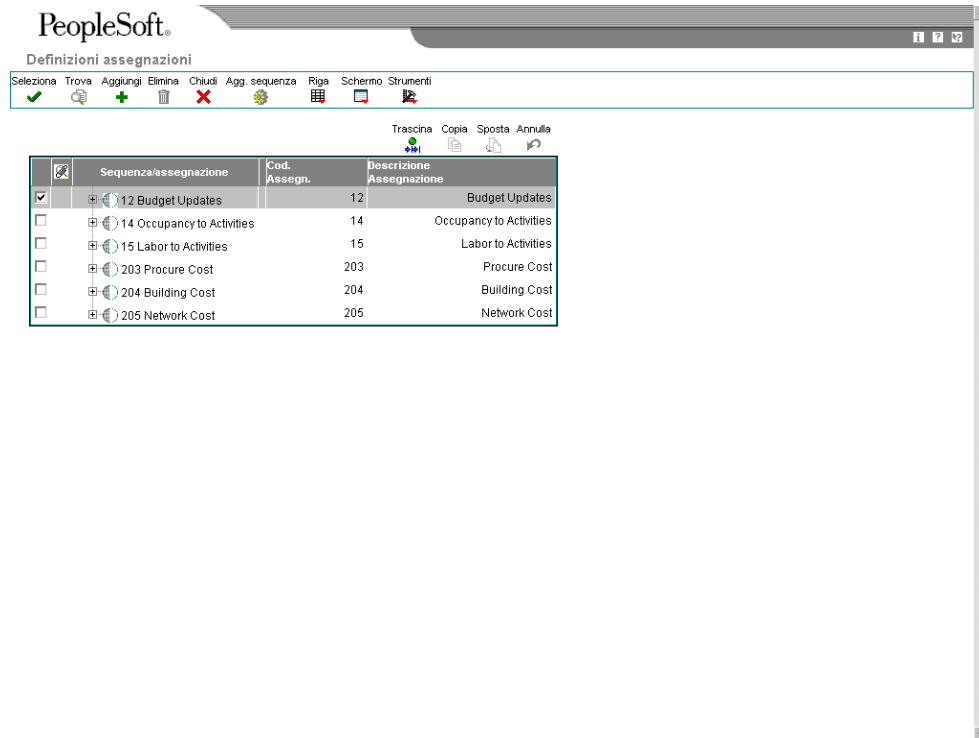 PeopleSoft®
Definizioni assegnazioni
Seleziona Trova Aggiungi Elimina Chiudi Agg. sequenza Riga Schermo Strumenti
Trascina Copia Sposta Annulla
Sequenza/assegnazione Cod. Assegn. Descrizione Assegnazione
12 Budget Updates 12 Budget Updates
14 Occupancy to Activities 14 Occupancy to Activities
15 Labor to Activities 15 Labor to Activities
203 Procure Cost 203 Procure Cost
204 Building Cost 204 Building Cost
205 Network Cost 205 Network Cost